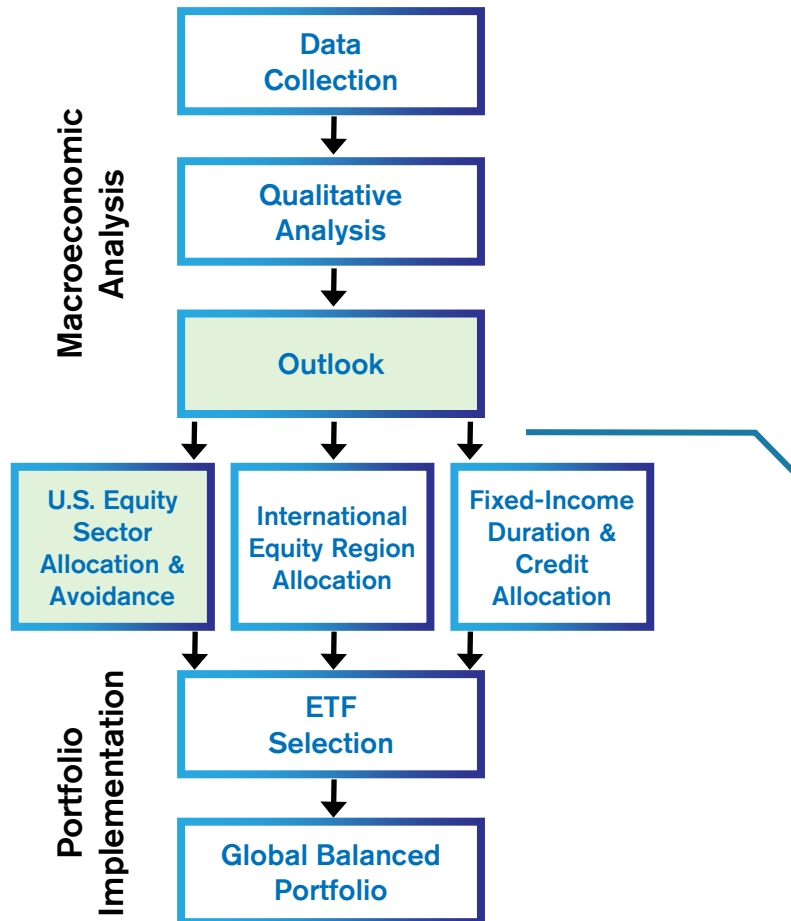 Data
Collection
Macroeconomic
Analysis
Qualitative
Analysis
Outlook
U.S. Equity
Sector
Allocation &
Avoidance
International
Equity Region
Allocation
Fixed-Income
Duration &
Credit
Allocation
Portfolio
Implementation
ETF
Selection
Global Balanced
Portfolio